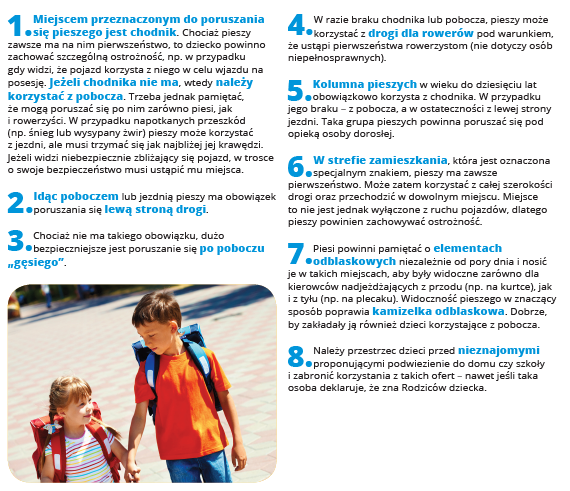 1. Miejscem przeznaczonym do poruszania
się pieszego jest chodnik. Chociaż pieszy
zawsze ma na nim pierwszeństwo, to dziecko powinno
zachować szczególną ostrożność, np. w przypadku
gdy widzi, że pojazd korzysta z niego w celu wjazdu na
posesję. Jeżeli chodnika nie ma, wtedy należy
korzystać z pobocza. Trzeba jednak pamiętać,
że mogą poruszać się po nim zarówno piesi, jak
i rowerzyści. W przypadku napotkanych przeszkód
(np. śnieg lub wysypany żwir) pieszy może korzystać
z jezdni, ale musi trzymać się jak najbliżej jej krawędzi.
Jeżeli widzi niebezpiecznie zbliżający się pojazd, w trosce
o swoje bezpieczeństwo musi ustąpić mu miejsca.
2. Idąc poboczem lub jezdnią pieszy ma obowiązek
poruszania się lewą stroną drogi.
3. Chociaż nie ma takiego obowiązku, dużo
bezpieczniejsze jest poruszanie się po poboczu
„gęsiego”.
4. W razie braku chodnika lub pobocza, pieszy może
korzystać z drogi dla rowerów pod warunkiem,
że ustąpi pierwszeństwa rowerzystom (nie dotyczy osób
niepełnosprawnych).
5. Kolumna pieszych w wieku do dziesięciu lat
obowiązkowo korzysta z chodnika. W przypadku
jego braku – z pobocza, a w ostateczności z lewej strony
jezdni. Taka grupa pieszych powinna poruszać się pod
opieką osoby dorosłej.
6. W strefie zamieszkania, która jest oznaczona
specjalnym znakiem, pieszy ma zawsze
pierwszeństwo. Może zatem korzystać z całej szerokości
drogi oraz przechodzić w dowolnym miejscu. Miejsce
to nie jest jednak wyłączone z ruchu pojazdów, dlatego
pieszy powinien zachowywać ostrożność.
7. Piesi powinni pamiętać o elementach
odblaskowych niezależnie od pory dnia i nosić
je w takich miejscach, aby były widoczne zarówno dla
kierowców nadjeżdżających z przodu (np. na kurtce), jak
i z tyłu (np. na plecaku). Widoczność pieszego w znaczący
sposób poprawia kamizelka odblaskowa. Dobrze,
by zakładały ją również dzieci korzystające z pobocza.
8. Należy przestrzec dzieci przed nieznajomymi
proponującymi podwiezienie do domu czy szkoły
i zabronić korzystania z takich ofert – nawet jeśli taka
osoba deklaruje, że zna Rodziców dziecka.